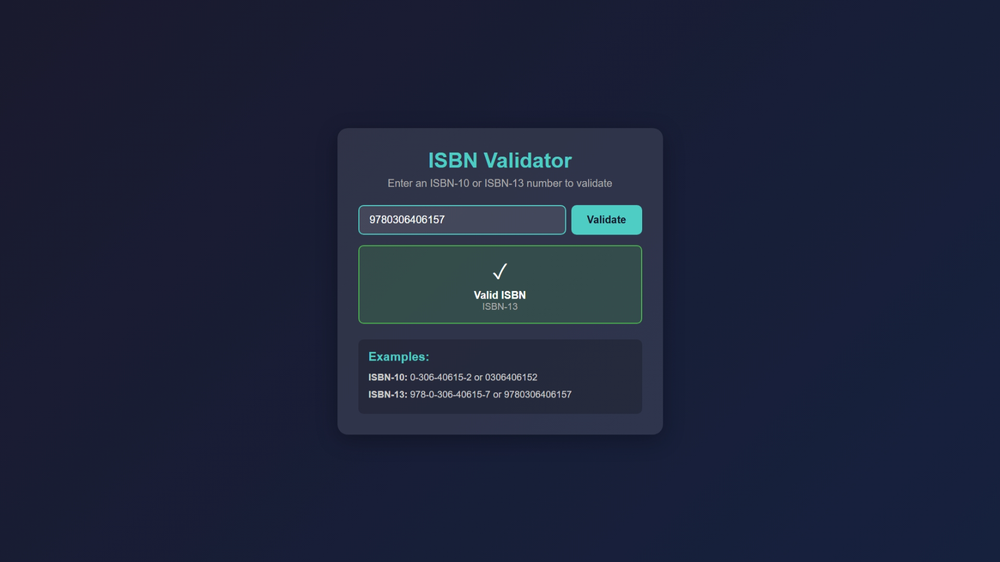 ISBN Validator
Enter an ISBN-10 or ISBN-13 number to validate
9780306406157
Validate
✓
Valid ISBN
ISBN-13
Examples:
ISBN-10: 0-306-40615-2 or 0306406152
ISBN-13: 978-0-306-40615-7 or 9780306406157